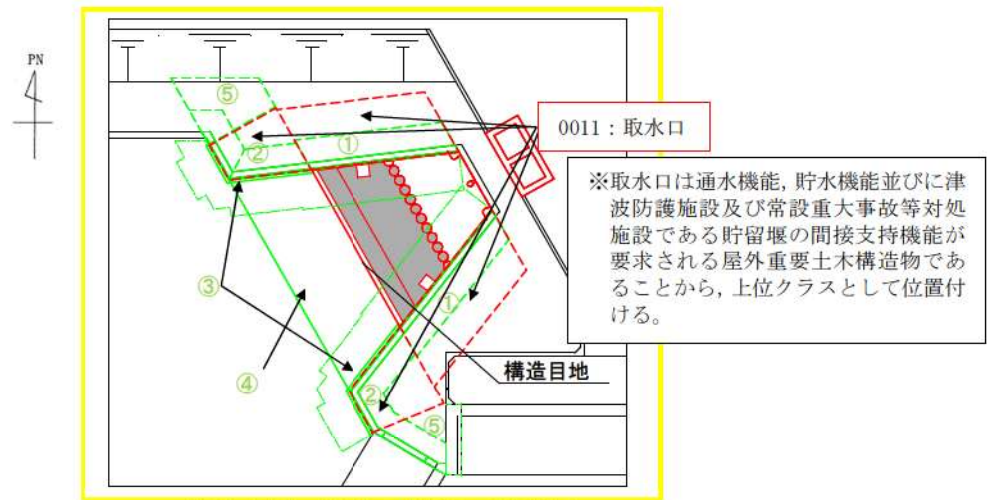 PN
⑤
②
①
0011：取水口
※取水口は通水機能，貯水機能並びに津
波防護施設及び常設重大事故等対処
施設である貯留堰の間接支持機能が
要求される屋外重要土木構造物であ
ることから，上位クラスとして位置付
ける。
③
①
④
構造目地
②
⑤